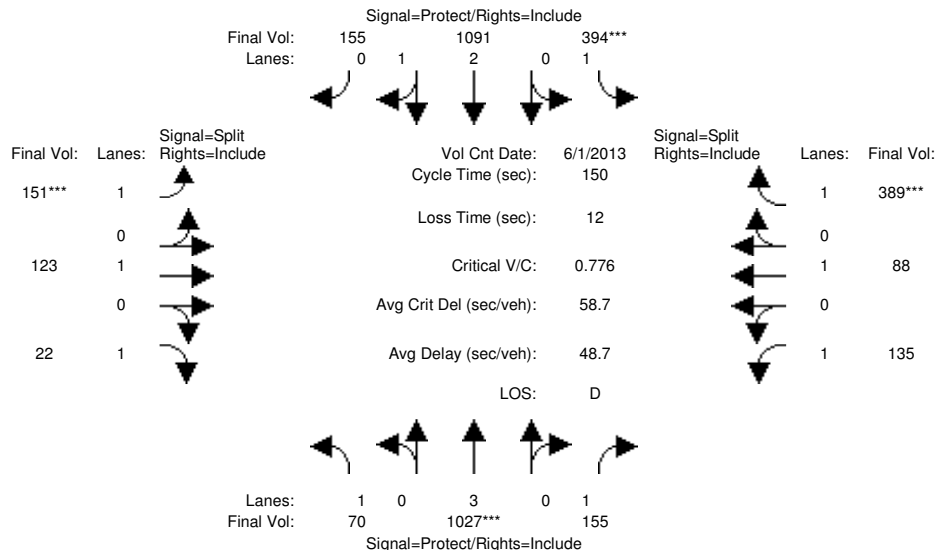 Signal=Protect/Rights=Include
Final Vol: 155 1091 394***
Lanes: 0 1 2 0 1
Signal=Split Signal=Split
Final Vol: Lanes: Rights=Include Vol Cnt Date: 6/1/2013 Rights=Include Lanes: Final Vol:
Cycle Time (sec): 150
151*** 1 1 389***
Loss Time (sec): 12
0 0
123 1 Critical V/C: 0.776 1 88
0 Avg Crit Del (sec/veh): 58.7 0
22 1 Avg Delay (sec/veh): 48.7 1 135
LOS: D
Lanes: 1 0 3 0 1
Final Vol: 70 1027*** 155
Signal=Protect/Rights=Include